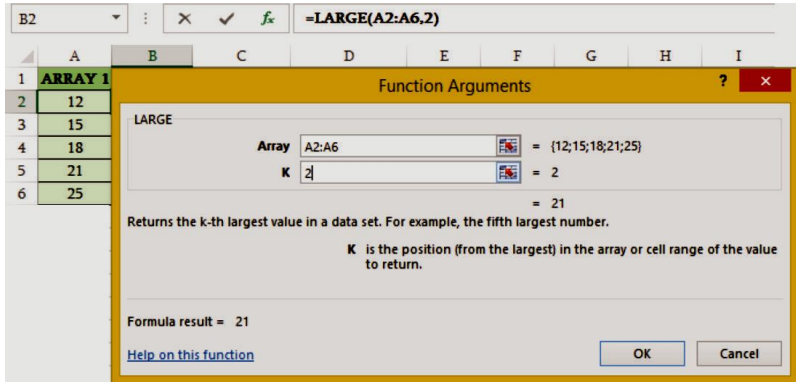 B2 fx =LARGE(A2:A6,2)
A B C D E F G H I
1 ARRAY 1
Function Arguments ? ×
2 12
3 15
4 18
5 21
6 25
LARGE
Array A2:A6 = {12;15;18;21;25}
K 2 = 2
= 21
Returns the k-th largest value in a data set. For example, the fifth largest number.
K is the position (from the largest) in the array or cell range of the value
to return.
Formula result = 21
Help on this function OK Cancel